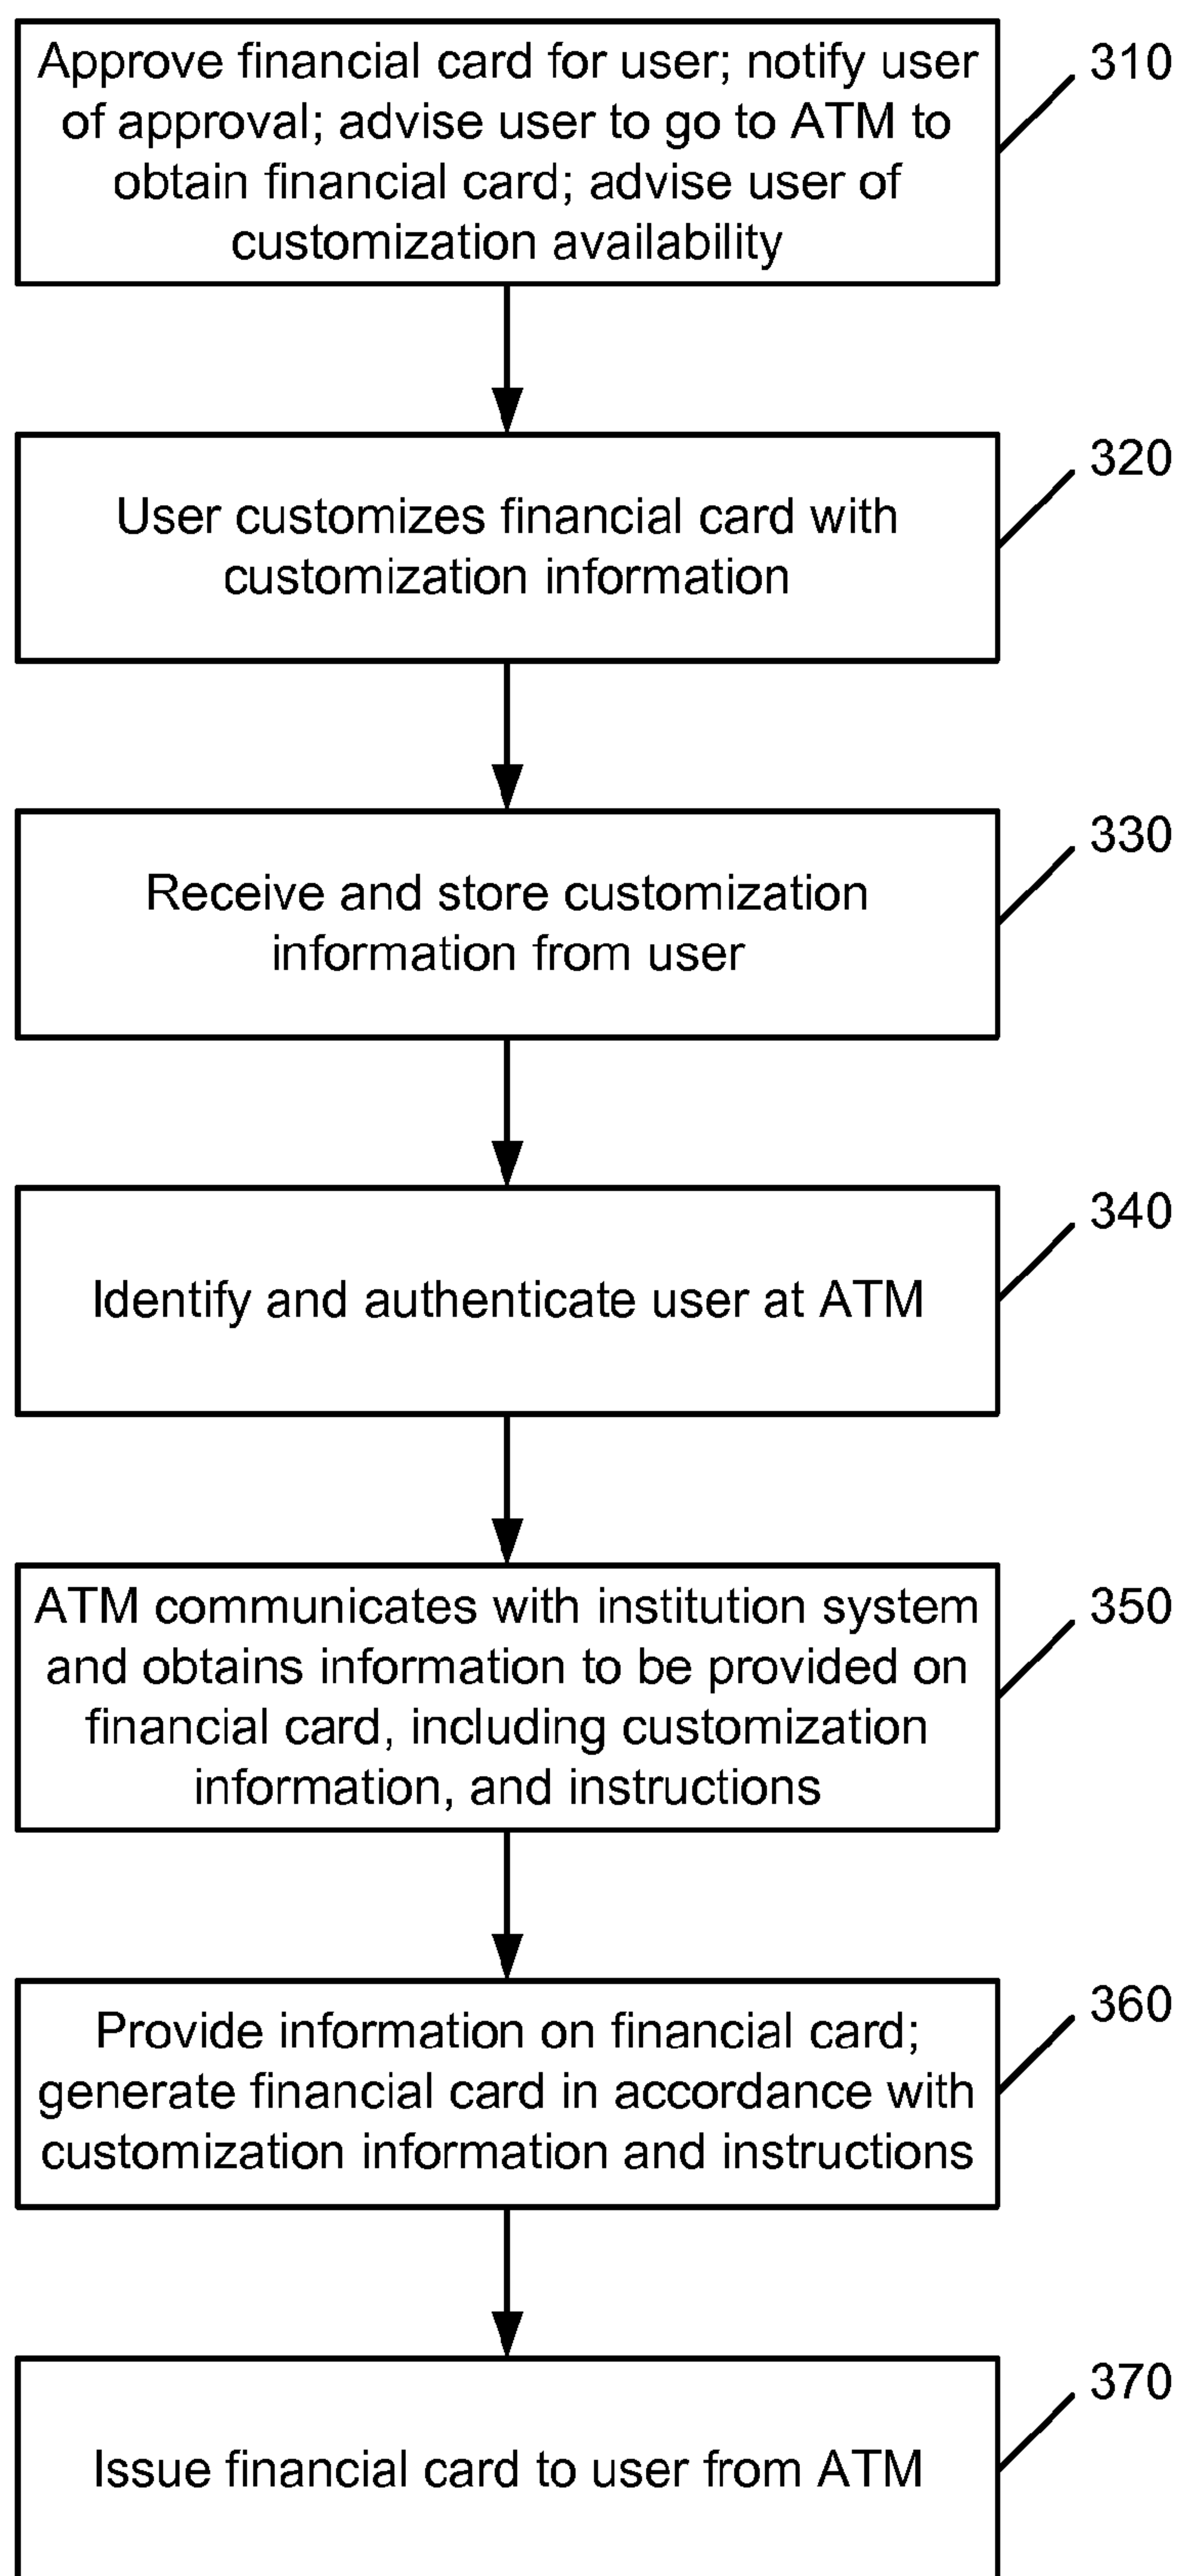 Approve financial card for user; notify user
of approval; advise user to go to ATM to
obtain financial card; advise user of
customization availability
310
User customizes financial card with
customization information
320
Receive and store customization
information from user
330
Identify and authenticate user at ATM
340
ATM communicates with institution system
and obtains information to be provided on
financial card, including customization
information, and instructions
350
Provide information on financial card;
generate financial card in accordance with
customization information and instructions
360
Issue financial card to user from ATM
370